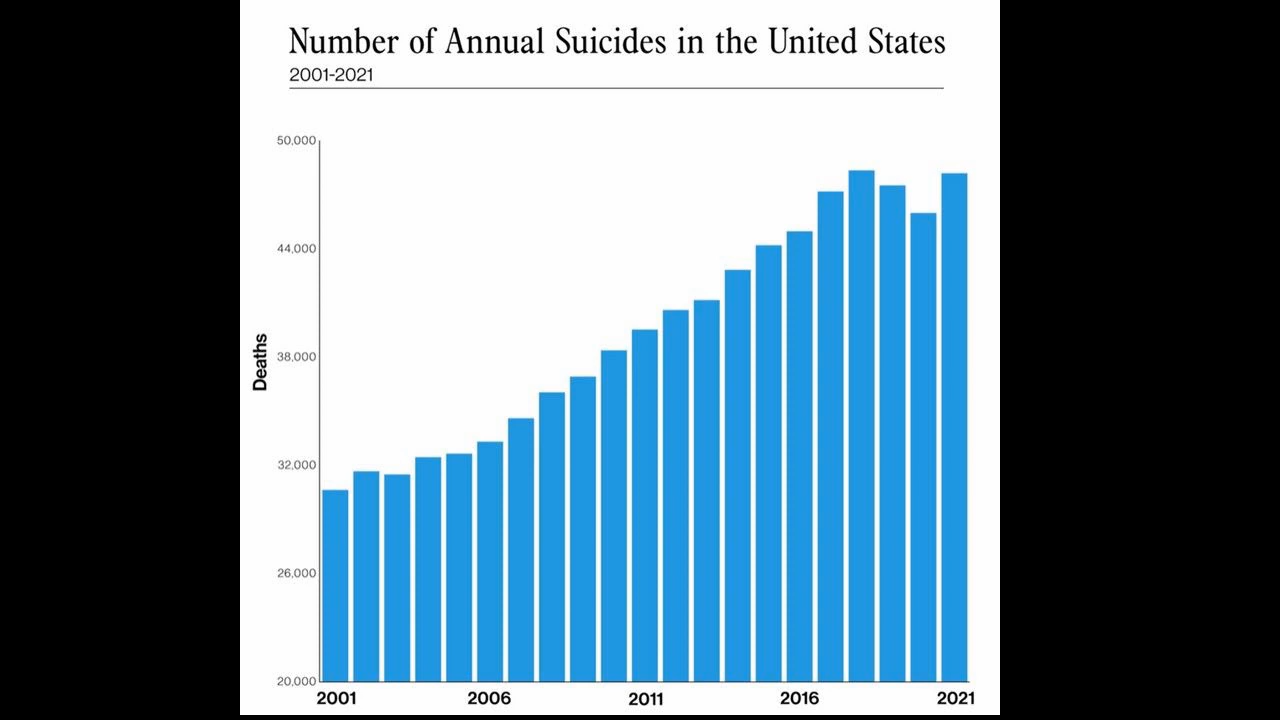 Number of Annual Suicides in the United States
2001-2021
50,000
44,000
38,000
32,000
26,000
20,000
Deaths
2001 2006 2011 2016 2021